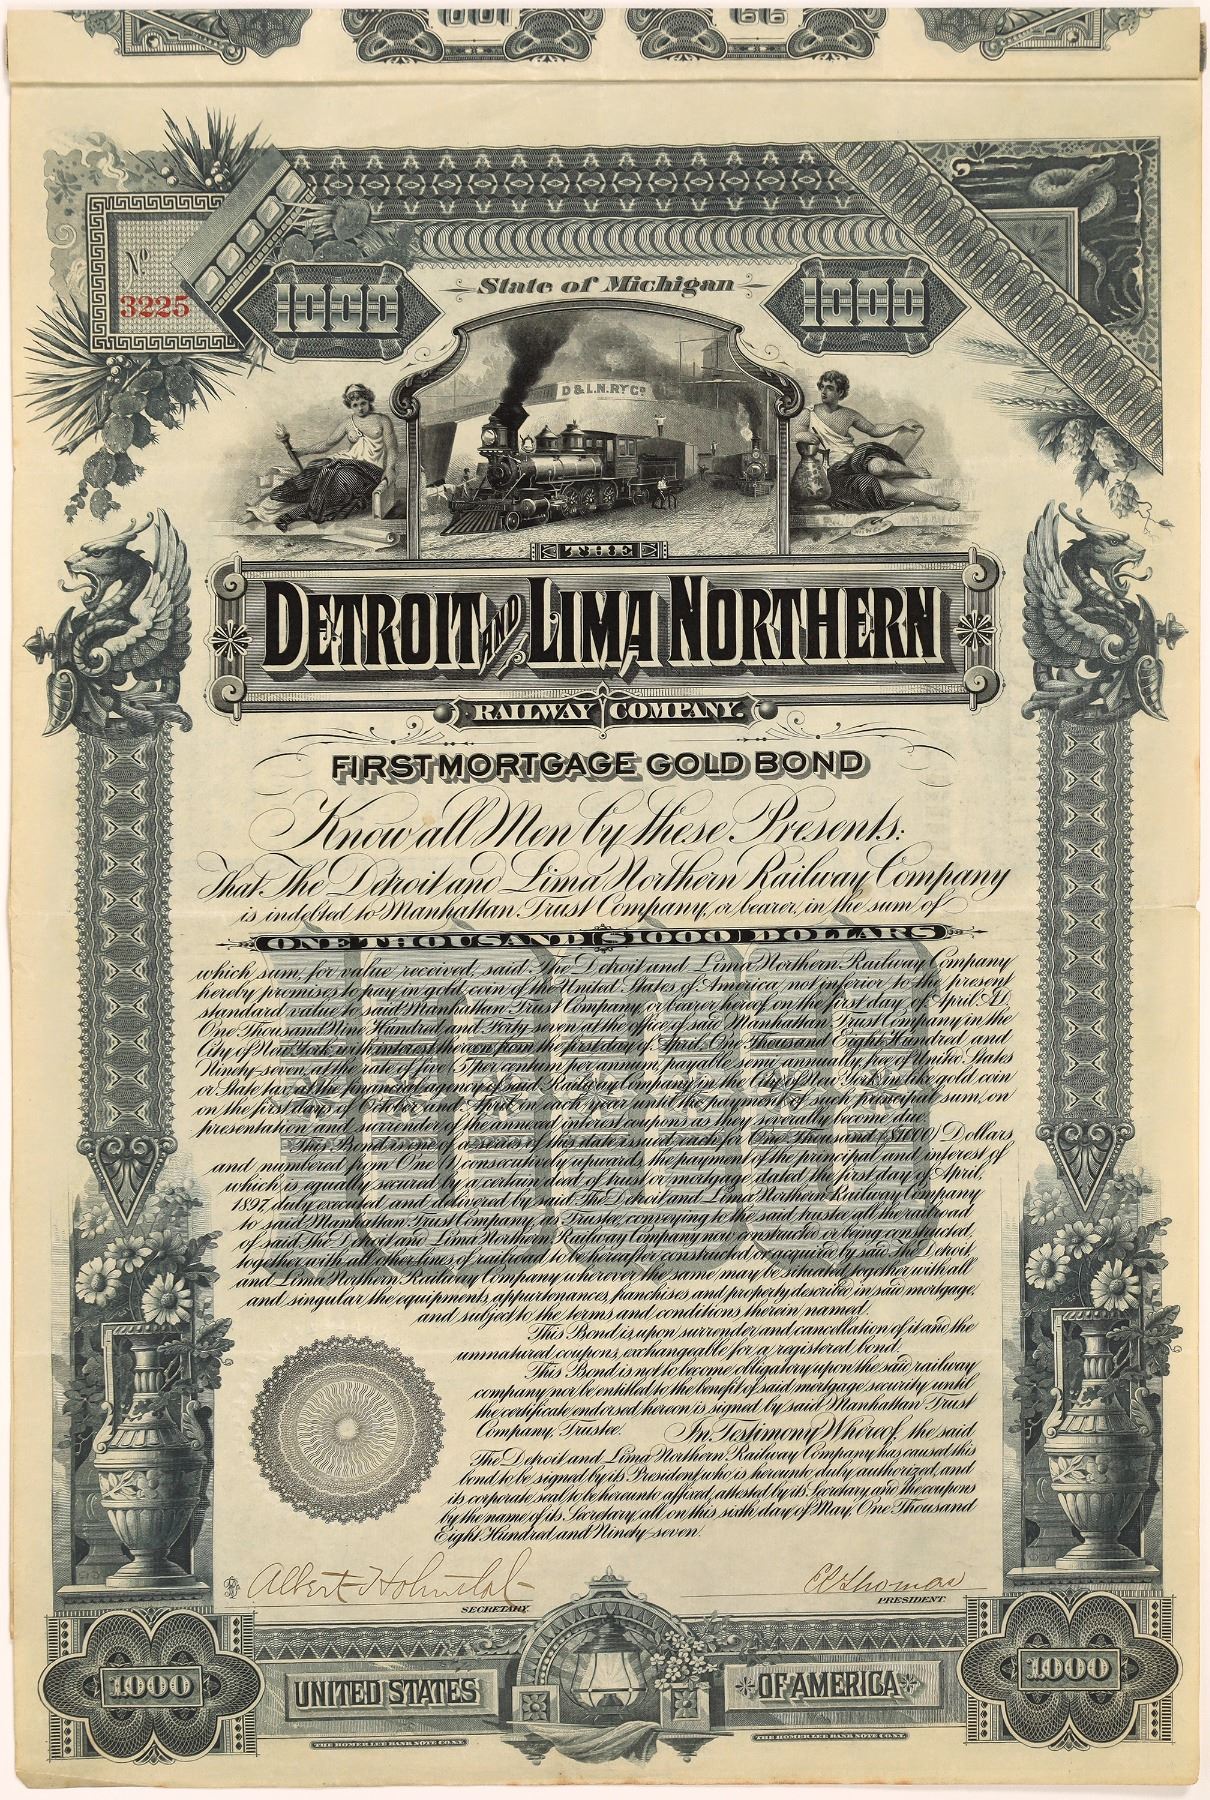 Nº
3225
1000
State of Michigan
1000
D & L.N. RY Co
THE
DETROIT AND LIMA NORTHERN
RAILWAY COMPANY.
FIRST MORTGAGE GOLD BOND
Know all Men by these Presents:
That The Detroit and Lima Northern Railway Company
is indebted to Manhattan Trust Company, or bearer, in the sum of
ONE THOUSAND ($1000) DOLLARS
which sum, for value received, said The Detroit and Lima Northern Railway Company
hereby promises to pay in gold coin of the United States of America, not inferior to the present
standard value to said Manhattan Trust Company, or bearer hereof on the first day of April A.D.
One Thousand Nine Hundred and Forty-seven at the office of said Manhattan Trust Company in the
City of New York, with interest thereon from the first day of April, One Thousand Eight Hundred and
Ninety-seven, at the rate of five (5) per centum per annum, payable semi-annually, free of United States
or State tax, at the financial agency of said Railway Company in the City of New York in like gold coin
on the first days of October and April in each year until the payment of such principal sum, on
presentation and surrender of the annexed interest coupons as they severally become due.
This Bond is one of a series of this date issued each for One Thousand ($1000) Dollars
and numbered from One (1) consecutively upwards, the payment of the principal and interest of
which is equally secured by a certain deed of trust or mortgage dated the first day of April,
1897, duly executed and delivered by said The Detroit and Lima Northern Railway Company
to said Manhattan Trust Company, as Trustee, conveying to the said trustee all the railroad
of said The Detroit and Lima Northern Railway Company now constructed or being constructed,
together with all other lines of railroad to be hereafter constructed or acquired by said The Detroit
and Lima Northern Railway Company wherever the same may be situated together with all
and singular the equipments, appurtenances, franchises and property described in said mortgage,
and subject to the terms and conditions therein named.
This Bond is upon surrender and cancellation of it and the
unmatured coupons, exchangeable for a registered bond.
This Bond is not to become obligatory upon the said railway
company nor be entitled to the benefit of said mortgage security until
the certificate endorsed hereon is signed by said Manhattan Trust
Company, Trustee. In Testimony Whereof, the said
The Detroit and Lima Northern Railway Company has caused this
bond to be signed by its President, who is hereunto duly authorized, and
its corporate seal to be hereunto affixed, attested by its Secretary and the coupons
by the name of its Secretary, all on this sixth day of May, One Thousand
Eight Hundred and Ninety-seven.
Albert
SECRETARY.
Thomas
PRESIDENT.
1000
UNITED STATES
OF AMERICA
1000
THE HOMER LEE BANK NOTE CO. N.Y.
THE HOMER LEE BANK NOTE CO. N.Y.